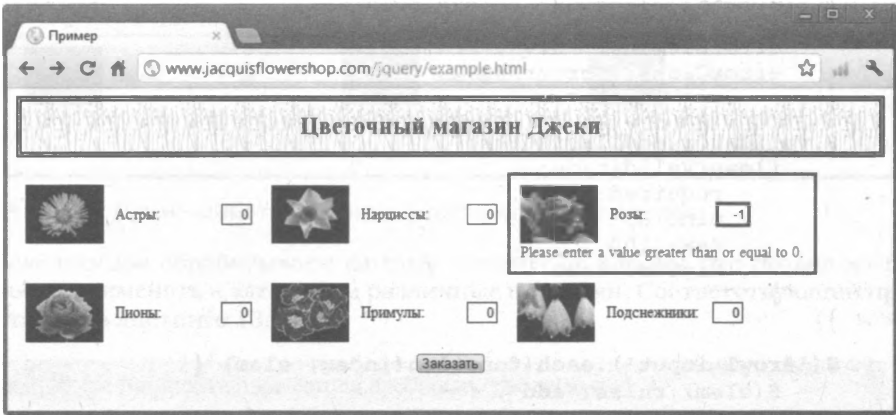 Пример
www.jacquisflowershop.com/jquery/example.html
Цветочный магазин Джеки
Астры: 0 Нарциссы: 0 Розы: -1
Please enter a value greater than or equal to 0.
Пионы: 0 Примулы: 0 Подснежники: 0
Заказать